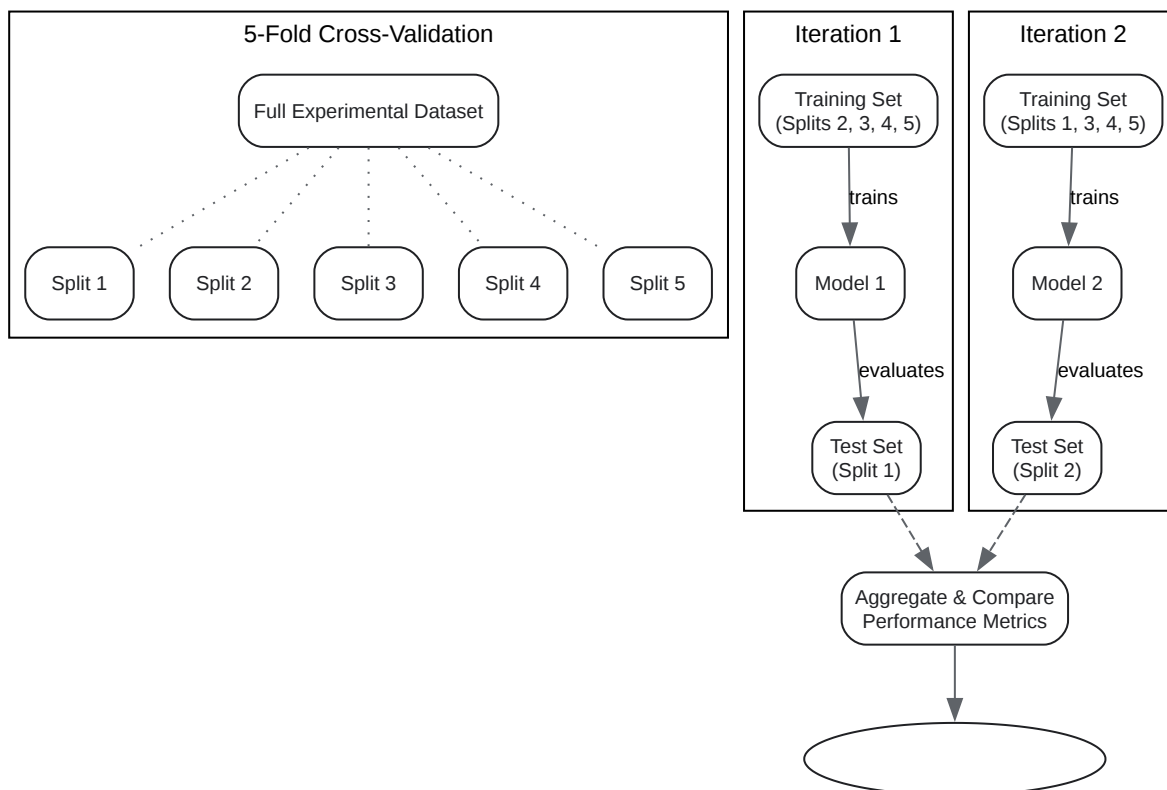 5-Fold Cross-Validation
Full Experimental Dataset
Split 1
Split 2
Split 3
Split 4
Split 5
Iteration 1
Training Set
(Splits 2, 3, 4, 5)
trains
Model 1
evaluates
Test Set
(Split 1)
Iteration 2
Training Set
(Splits 1, 3, 4, 5)
trains
Model 2
evaluates
Test Set
(Split 2)
Aggregate & Compare
Performance Metrics